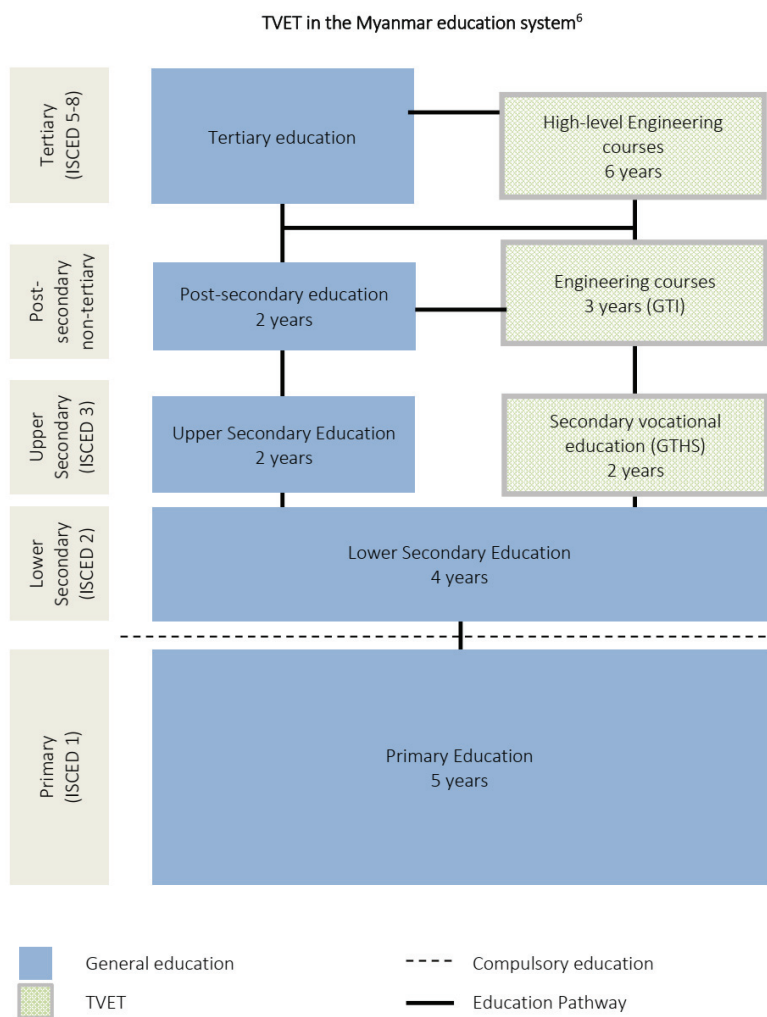 TVET in the Myanmar education system6
Tertiary
(ISCED 5-8)
Tertiary education
High-level Engineering
courses
6 years
Post-
secondary
non-tertiary
Post-secondary education
2 years
Engineering courses
3 years (GTI)
Upper
Secondary
(ISCED 3)
Upper Secondary Education
2 years
Secondary vocational
education (GTHS)
2 years
Lower
Secondary
(ISCED 2)
Lower Secondary Education
4 years
Primary
(ISCED 1)
Primary Education
5 years
General education
Compulsory education
TVET
Education Pathway